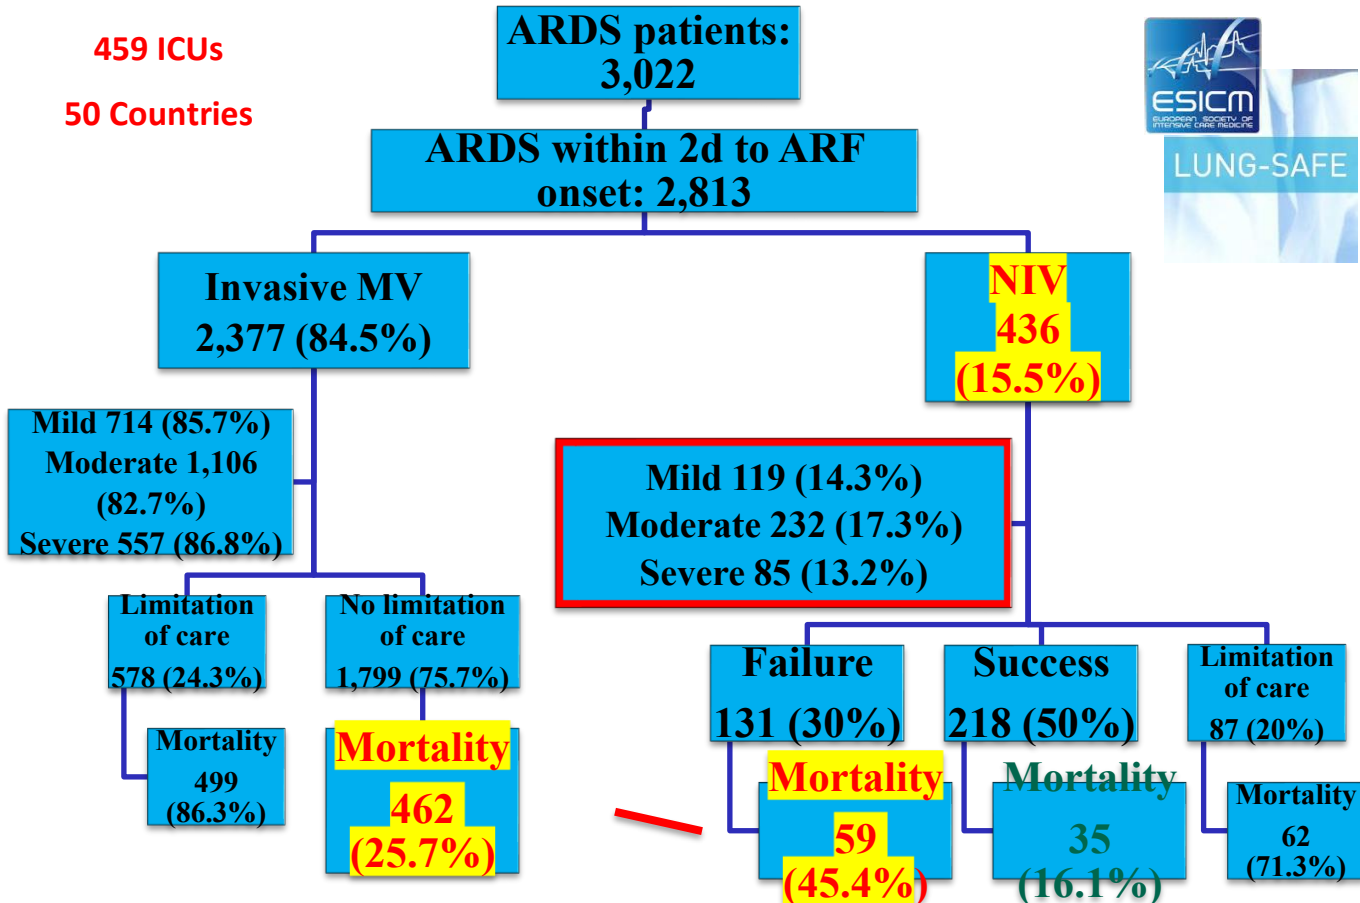 459 ICUs
50 Countries
ARDS patients:
3,022
ESICM
EUROPEAN SOCIETY OF
INTENSIVE CARE MEDICINE
LUNG-SAFE
ARDS within 2d to ARF
onset: 2,813
Invasive MV
2,377 (84.5%)
NIV
436
(15.5%)
Mild 714 (85.7%)
Moderate 1,106
(82.7%)
Severe 557 (86.8%)
Mild 119 (14.3%)
Moderate 232 (17.3%)
Severe 85 (13.2%)
Limitation
of care
578 (24.3%)
No limitation
of care
1,799 (75.7%)
Failure
131 (30%)
Success
218 (50%)
Limitation
of care
87 (20%)
Mortality
499
(86.3%)
Mortality
462
(25.7%)
Mortality
59
(45.4%)
Mortality
35
(16.1%)
Mortality
62
(71.3%)